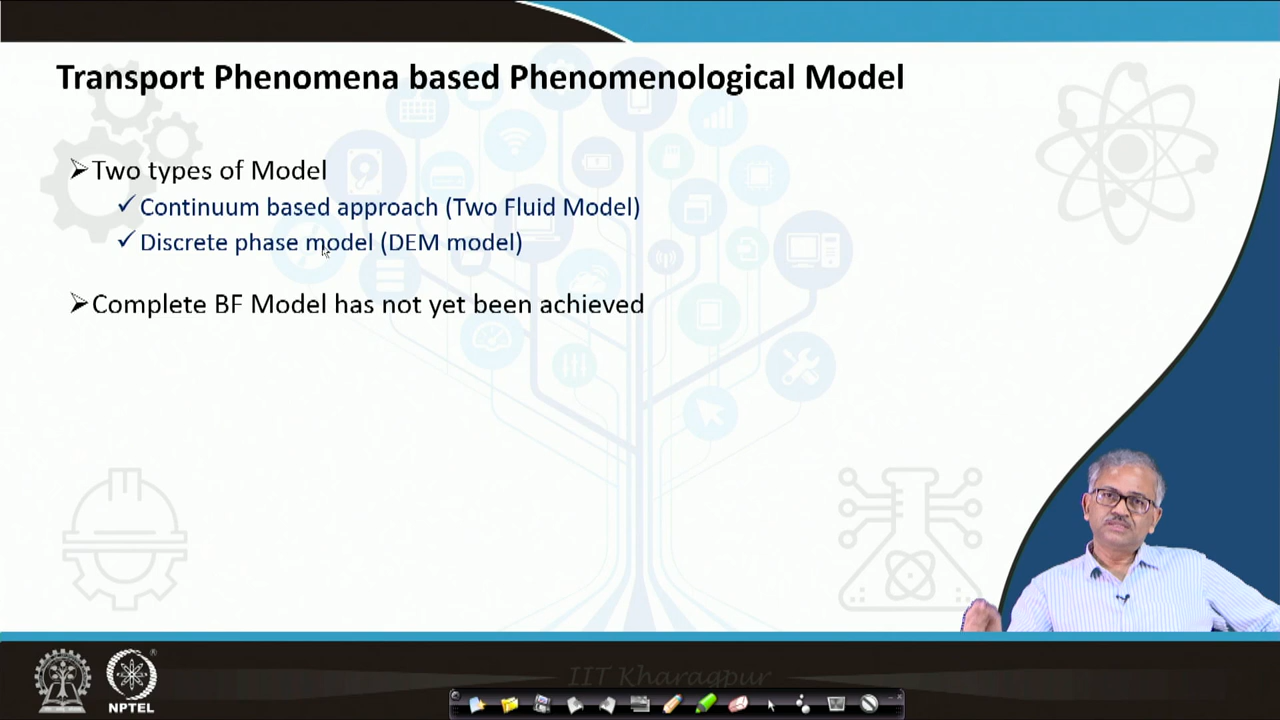 Transport Phenomena based Phenomenological Model
Two types of Model
Continuum based approach (Two Fluid Model)
Discrete phase model (DEM model)
Complete BF Model has not yet been achieved
IIT Kharagpur
NPTEL